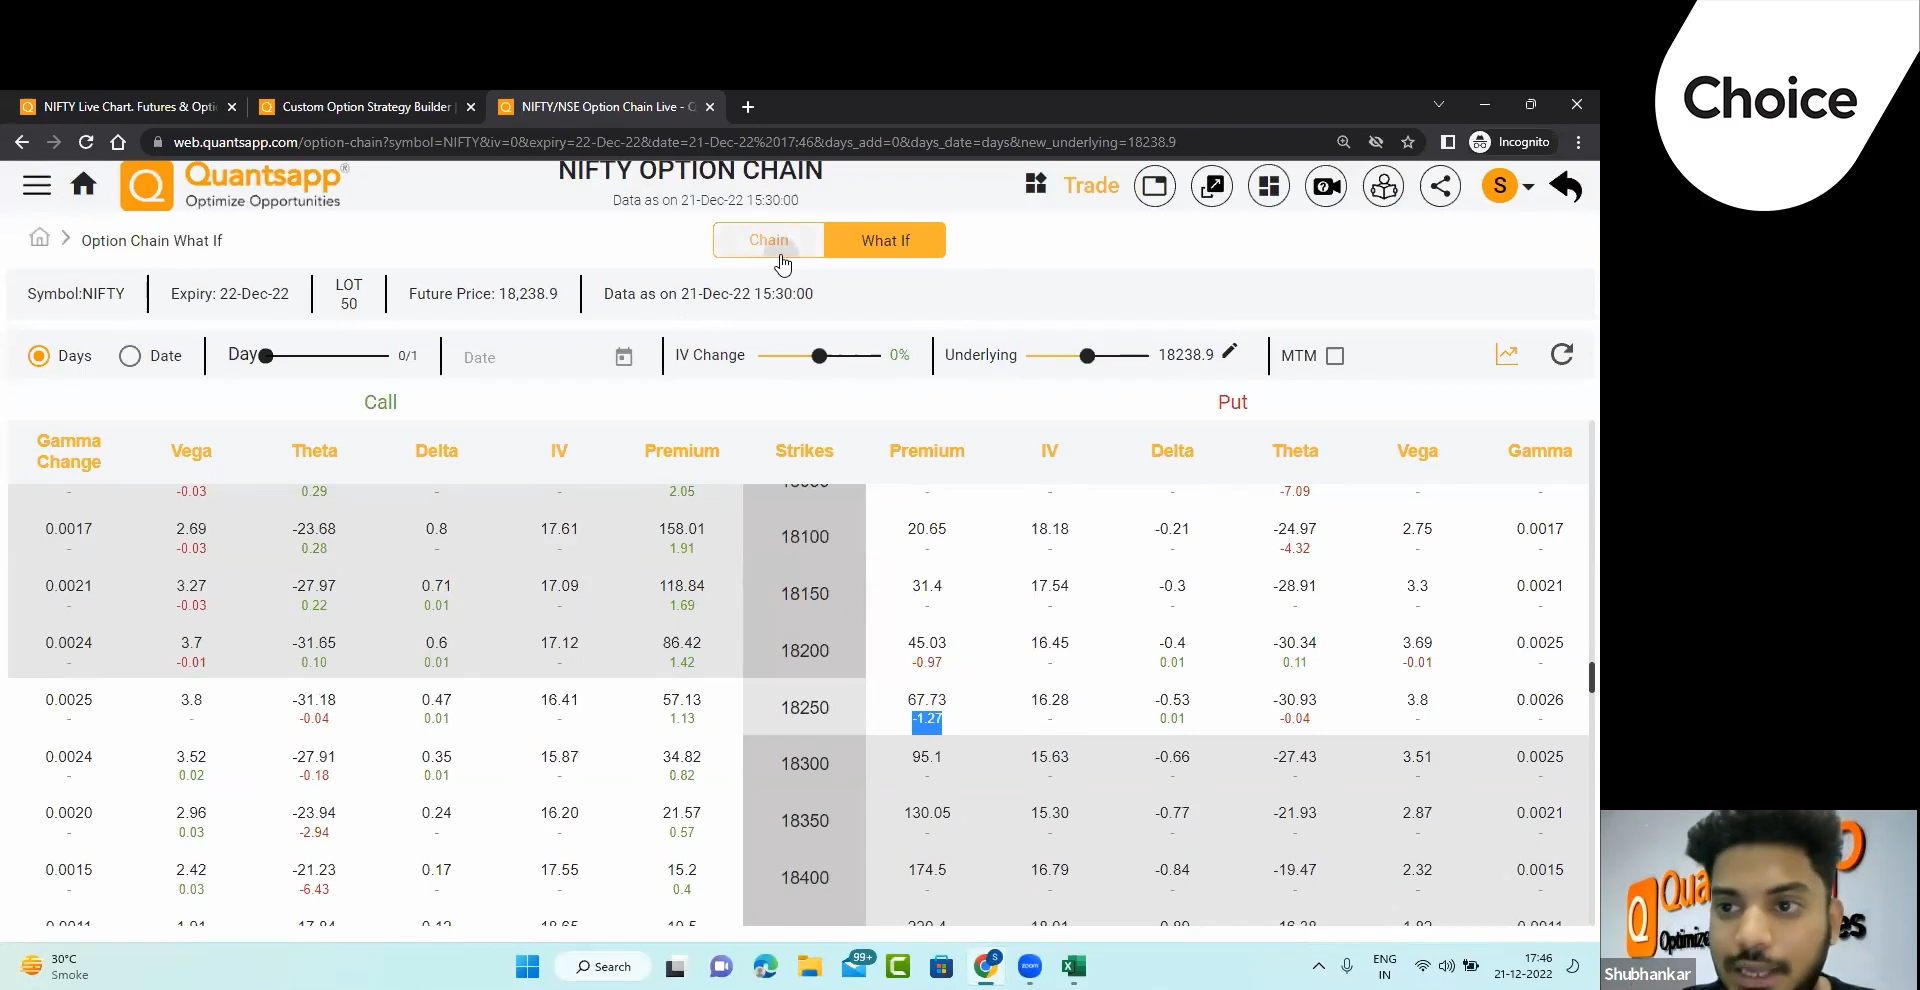 Choice
NIFTY Live Chart. Futures & Opti
Custom Option Strategy Builder
NIFTY/NSE Option Chain Live - Q
web.quantsapp.com/option-chain?symbol=NIFTY&iv=0&expiry=22-Dec-22&date=21-Dec-22%2017:46&days_add=0&days_date=days&new_underlying=18238.9
Incognito
Quantsapp®
Optimize Opportunities
NIFTY OPTION CHAIN
Data as on 21-Dec-22 15:30:00
Trade
S
Option Chain What If
Chain What If
Symbol:NIFTY Expiry: 22-Dec-22 LOT 50 Future Price: 18,238.9 Data as on 21-Dec-22 15:30:00
Days Date Day 0/1 Date IV Change 0% Underlying 18238.9 MTM
Call Put
Gamma Change Vega Theta Delta IV Premium Strikes Premium IV Delta Theta Vega Gamma
- -0.03 0.29 - - 2.05 - - - -7.09 - -
0.0017 2.69 -23.68 0.8 17.61 158.01 18100 20.65 18.18 -0.21 -24.97 2.75 0.0017
- -0.03 0.28 - - 1.91 - - - -4.32 - -
0.0021 3.27 -27.97 0.71 17.09 118.84 18150 31.4 17.54 -0.3 -28.91 3.3 0.0021
- -0.03 0.22 0.01 - 1.69 - - - - - -
0.0024 3.7 -31.65 0.6 17.12 86.42 18200 45.03 16.45 -0.4 -30.34 3.69 0.0025
- -0.01 0.10 0.01 - 1.42 -0.97 - 0.01 0.11 -0.01 -
0.0025 3.8 -31.18 0.47 16.41 57.13 18250 67.73 16.28 -0.53 -30.93 3.8 0.0026
- - -0.04 0.01 - 1.13 -1.27 - 0.01 -0.04 - -
0.0024 3.52 -27.91 0.35 15.87 34.82 18300 95.1 15.63 -0.66 -27.43 3.51 0.0025
- 0.02 -0.18 0.01 - 0.82 - - - - - -
0.0020 2.96 -23.94 0.24 16.20 21.57 18350 130.05 15.30 -0.77 -21.93 2.87 0.0021
- 0.03 -2.94 - - 0.57 - - - - - -
0.0015 2.42 -21.23 0.17 17.55 15.2 18400 174.5 16.79 -0.84 -19.47 2.32 0.0015
- 0.03 -6.43 - - 0.4 - - - - - -
30°C
Smoke
Search
99+
S
zoom
ENG
IN
17:46
21-12-2022
Shubhankar